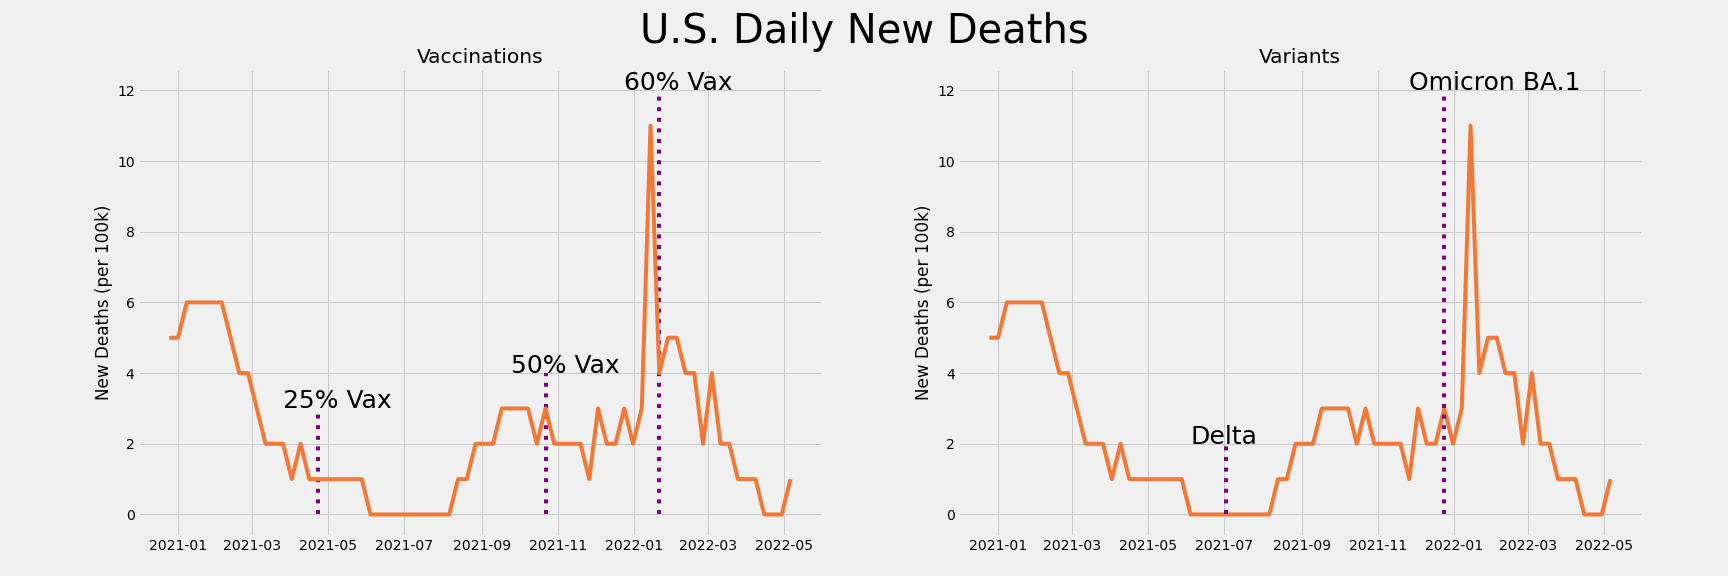 U.S. Daily New Deaths
Vaccinations
60% Vax
50% Vax
25% Vax
New Deaths (per 100k)
12
10
8
6
4
2
0
2021-01 2021-03 2021-05 2021-07 2021-09 2021-11 2022-01 2022-03 2022-05
Variants
Omicron BA.1
Delta
New Deaths (per 100k)
12
10
8
6
4
2
0
2021-01 2021-03 2021-05 2021-07 2021-09 2021-11 2022-01 2022-03 2022-05